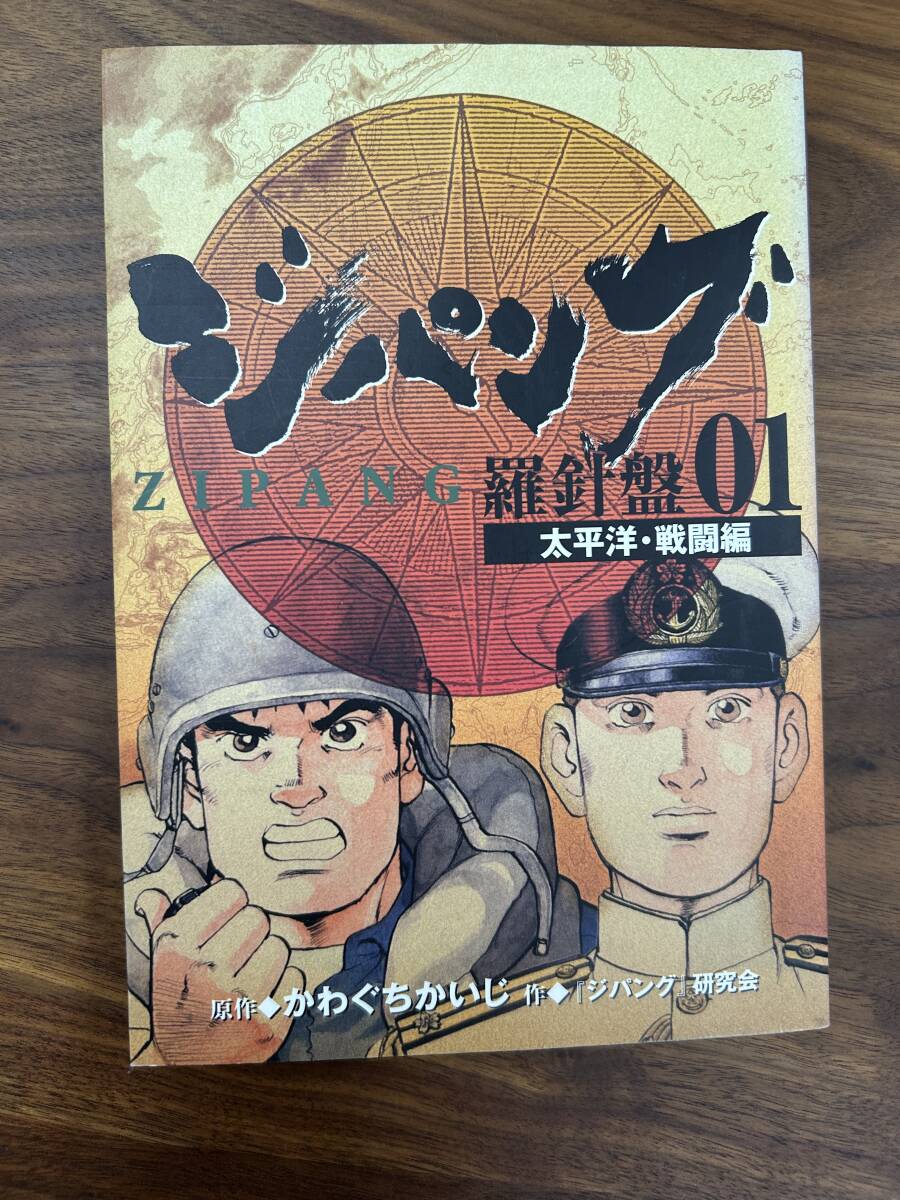 ジパング
ZIPANG
羅針盤01
太平洋・戦闘編
原作◆かわぐちかいじ 作◆『ジパング』研究会